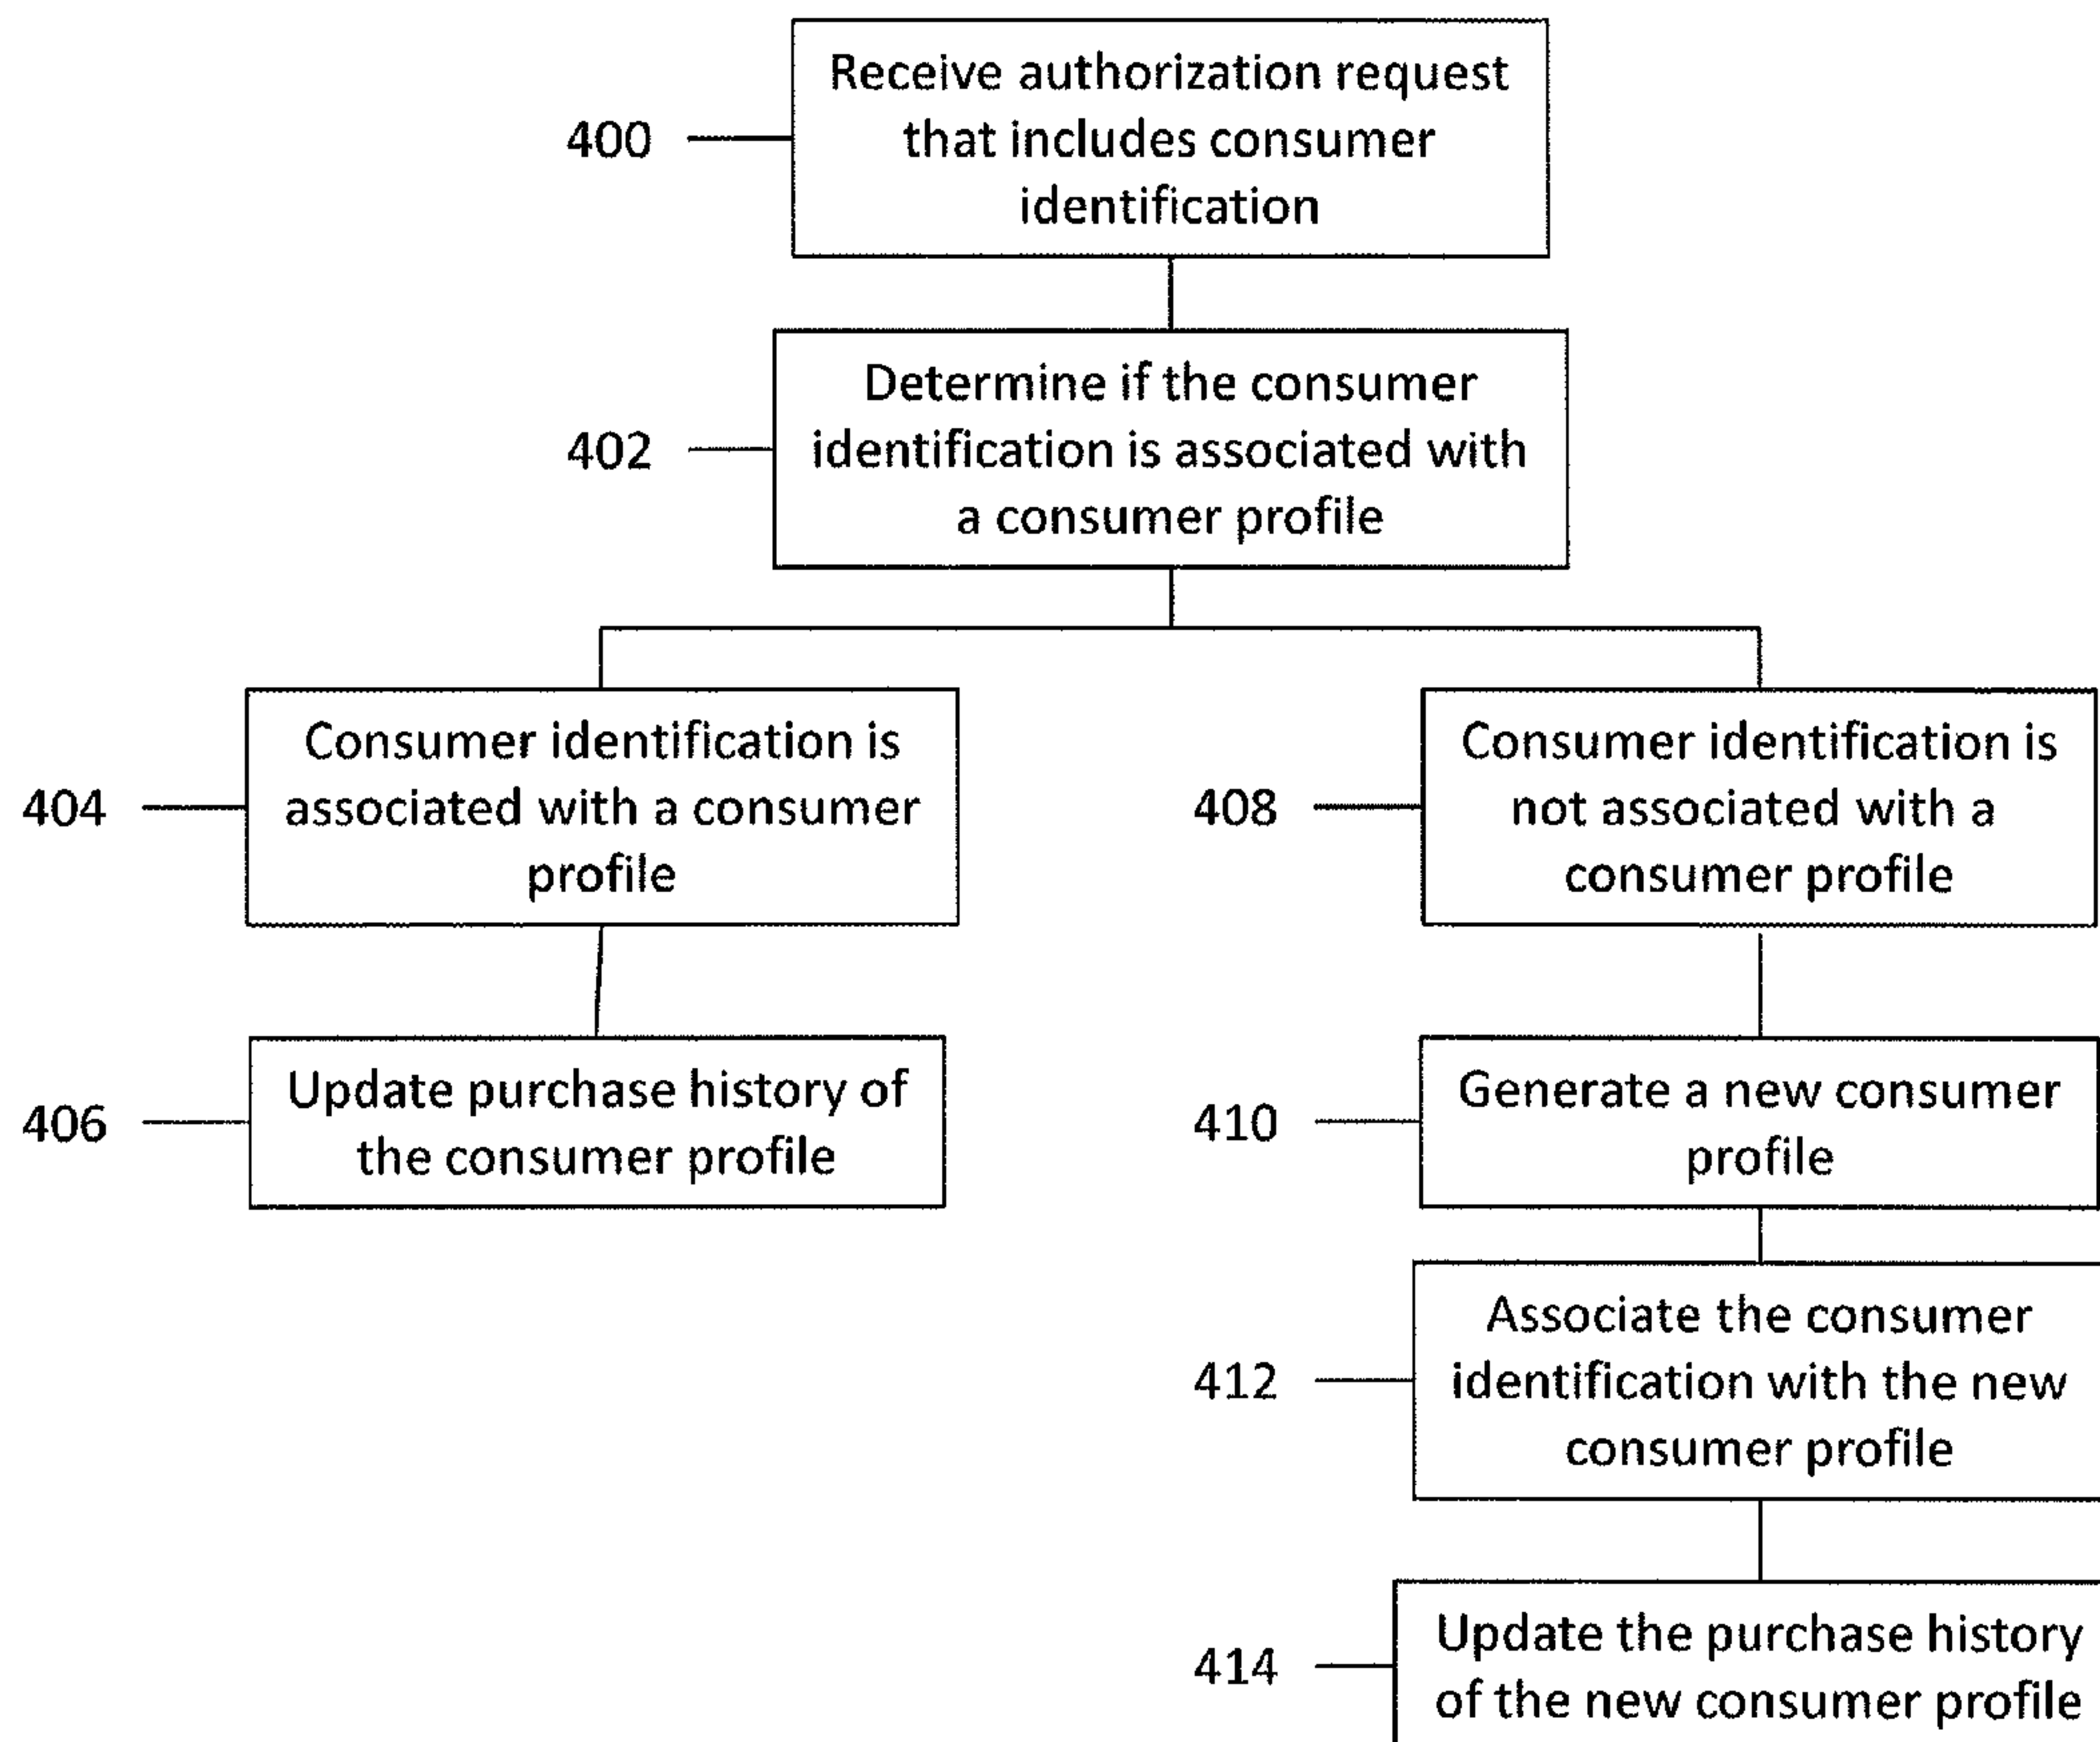 400
Receive authorization request
that includes consumer
identification
402
Determine if the consumer
identification is associated with
a consumer profile
404
Consumer identification is
associated with a consumer
profile
408
Consumer identification is
not associated with a
consumer profile
406
Update purchase history of
the consumer profile
410
Generate a new consumer
profile
412
Associate the consumer
identification with the new
consumer profile
414
Update the purchase history
of the new consumer profile